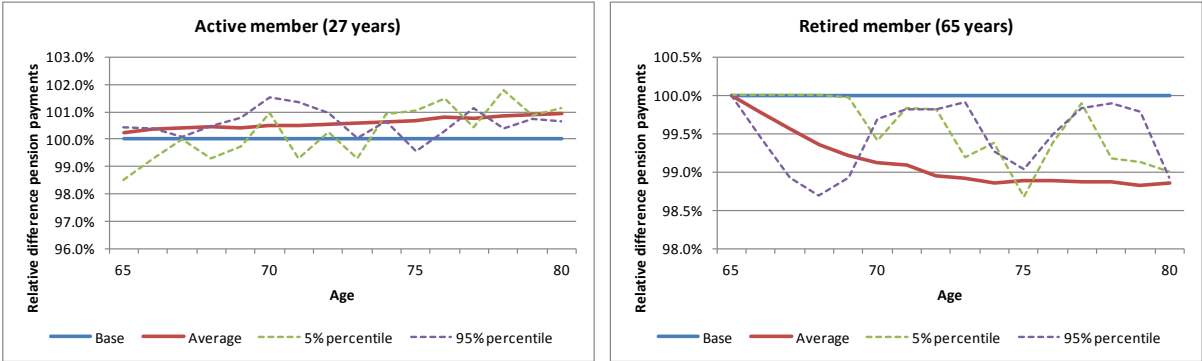 Active member (27 years)
Relative difference pension payments
103.0%
102.0%
101.0%
100.0%
99.0%
98.0%
97.0%
96.0%
65 70 75 80
Age
Base Average 5% percentile 95% percentile
Retired member (65 years)
Relative difference pension payments
100.5%
100.0%
99.5%
99.0%
98.5%
98.0%
65 70 75 80
Age
Base Average 5% percentile 95% percentile